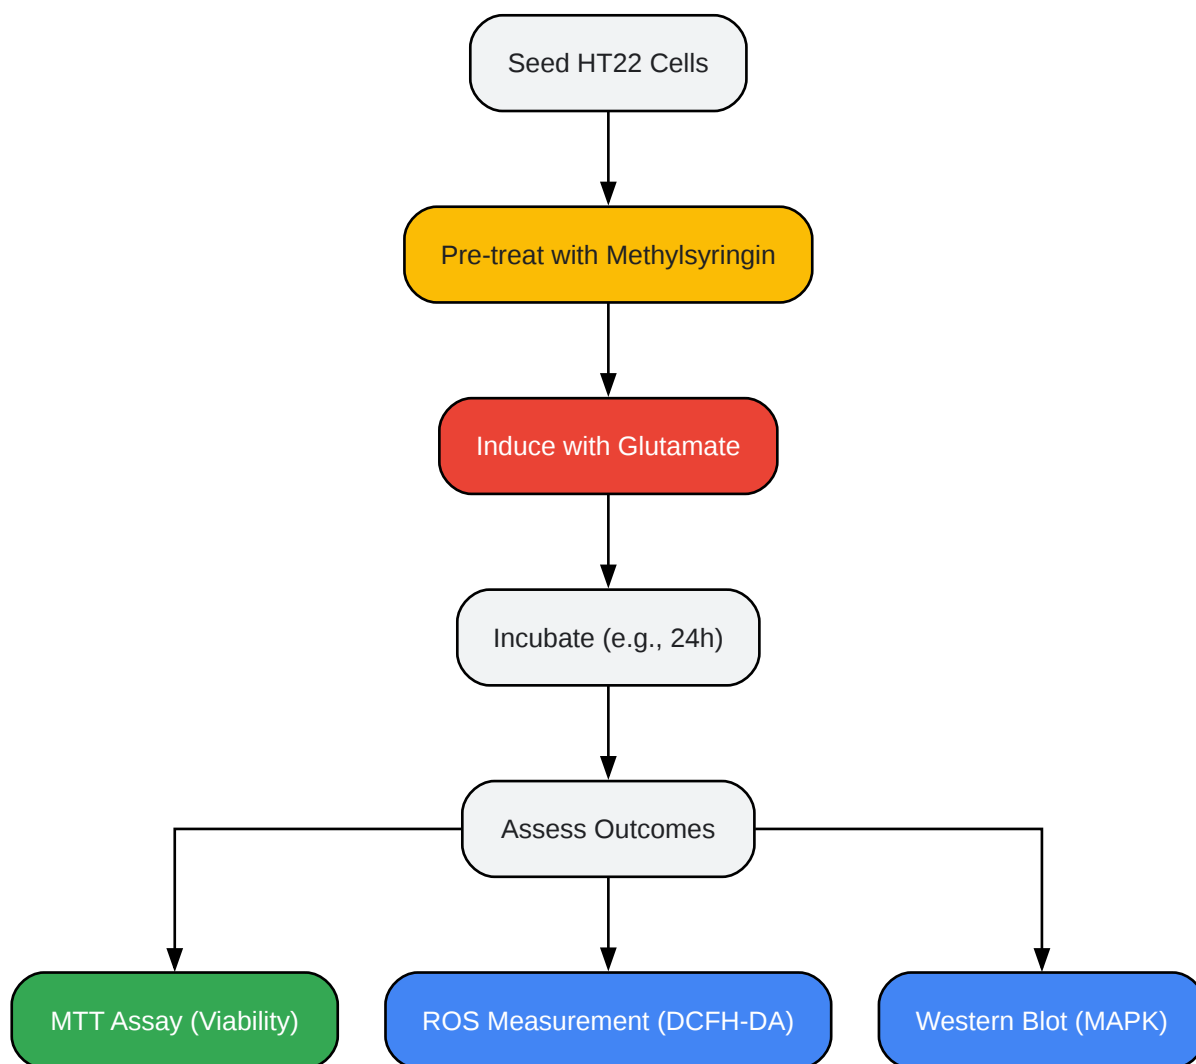 Seed HT22 Cells
Pre-treat with Methylsyringin
Induce with Glutamate
Incubate (e.g., 24h)
Assess Outcomes
MTT Assay (Viability)
ROS Measurement (DCFH-DA)
Western Blot (MAPK)